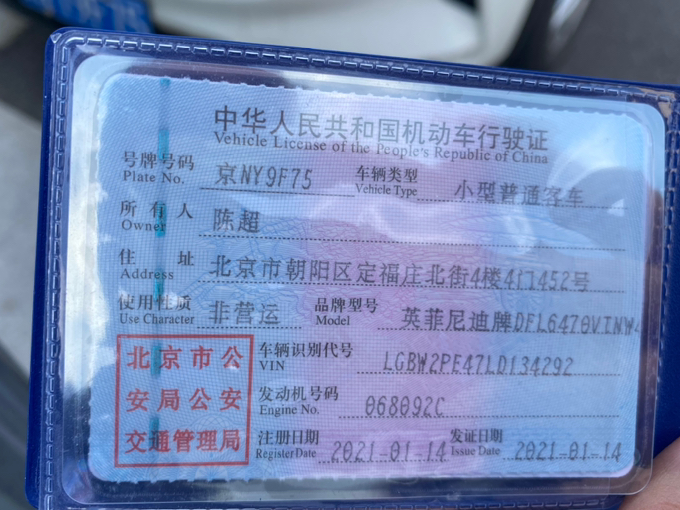 中华人民共和国机动车行驶证
Vehicle License of the People's Republic of China
号牌号码 京NY9F75 车辆类型 小型普通客车
Plate No. Vehicle Type
所有人 陈超
Owner
住址 北京市朝阳区定福庄北街4楼4门452号
Address
使用性质 非营运 品牌型号 英菲尼迪牌DFL6470VINW4
Use Character Model
北京市公安局公安交通管理局
车辆识别代号 LGBW2PE47LD134292
VIN
发动机号码 068092C
Engine No.
注册日期 2021-01-14 发证日期 2021-01-14
Register Date Issue Date